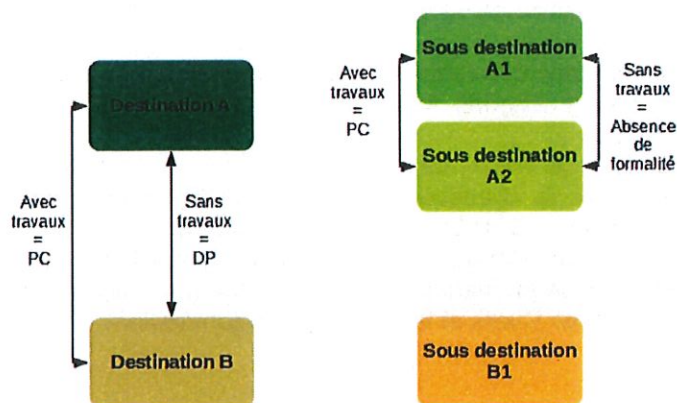 Destination A
Avec
travaux
=
PC
Sans
travaux
=
DP
Destination B
Sous destination
A1
Avec
travaux
=
PC
Sans
travaux
=
Absence
de
formalité
Sous destination
A2
Sous destination
B1